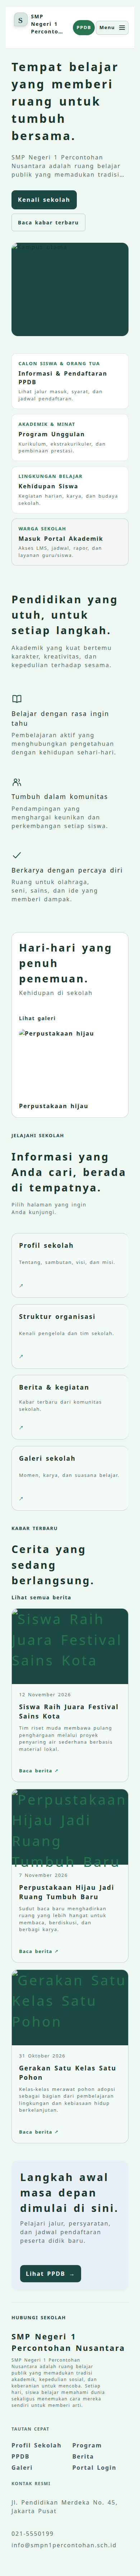 S
SMP
Negeri 1
Perconto...
PPDB
Menu
Tempat belajar
yang memberi
ruang untuk
tumbuh
bersama.
SMP Negeri 1 Percontohan
Nusantara adalah ruang belajar
publik yang memadukan tradisi...
Kenali sekolah
Baca kabar terbaru
CALON SISWA & ORANG TUA
Informasi & Pendaftaran
PPDB
Lihat jalur masuk, syarat, dan
jadwal pendaftaran.
AKADEMIK & MINAT
Program Unggulan
Kurikulum, ekstrakurikuler, dan
pembinaan prestasi.
LINGKUNGAN BELAJAR
Kehidupan Siswa
Kegiatan harian, karya, dan budaya
sekolah.
WARGA SEKOLAH
Masuk Portal Akademik
Akses LMS, jadwal, rapor, dan
layanan guru/siswa.
Pendidikan yang
utuh, untuk
setiap langkah.
Akademik yang kuat bertemu
karakter, kreativitas, dan
kepedulian terhadap sesama.
Belajar dengan rasa ingin
tahu
Pembelajaran aktif yang
menghubungkan pengetahuan
dengan kehidupan sehari-hari.
Tumbuh dalam komunitas
Pendampingan yang
menghargai keunikan dan
perkembangan setiap siswa.
Berkarya dengan percaya diri
Ruang untuk olahraga,
seni, sains, dan ide yang
memberi dampak.
Hari-hari yang
penuh
penemuan.
Kehidupan di sekolah
Lihat galeri
Perpustakaan hijau
Perpustakaan hijau
JELAJAHI SEKOLAH
Informasi yang
Anda cari, berada
di tempatnya.
Pilih halaman yang ingin
Anda kunjungi.
Profil sekolah
Tentang, sambutan, visi, dan misi.
↗
Struktur organisasi
Kenali pengelola dan tim sekolah.
↗
Berita & kegiatan
Kabar terbaru dari komunitas
sekolah.
↗
Galeri sekolah
Momen, karya, dan suasana belajar.
↗
KABAR TERBARU
Cerita yang
sedang
berlangsung.
Lihat semua berita
Siswa Raih
Juara Festival
Sains Kota
12 November 2026
Siswa Raih Juara Festival
Sains Kota
Tim riset muda membawa pulang
penghargaan melalui proyek
penyaring air sederhana berbasis
material lokal.
Baca berita ↗
Perpustakaan
Hijau Jadi
Ruang
Tumbuh Baru
7 November 2026
Perpustakaan Hijau Jadi
Ruang Tumbuh Baru
Sudut baca baru menghadirkan
ruang yang lebih hangat untuk
membaca, berdiskusi, dan
berbagi karya.
Baca berita ↗
Gerakan Satu
Kelas Satu
Pohon
31 Oktober 2026
Gerakan Satu Kelas Satu
Pohon
Kelas-kelas merawat pohon adopsi
sebagai bagian dari pembelajaran
lingkungan dan kebiasaan hidup
berkelanjutan.
Baca berita ↗
Langkah awal
masa depan
dimulai di sini.
Pelajari jalur, persyaratan,
dan jadwal pendaftaran
peserta didik baru.
Lihat PPDB →
HUBUNGI SEKOLAH
SMP Negeri 1
Percontohan Nusantara
SMP Negeri 1 Percontohan
Nusantara adalah ruang belajar
publik yang memadukan tradisi
akademik, kepedulian sosial, dan
keberanian untuk mencoba. Setiap
hari, siswa belajar memahami dunia
sekaligus menemukan cara mereka
sendiri untuk memberi arti.
TAUTAN CEPAT
Profil Sekolah Program
PPDB Berita
Galeri Portal Login
KONTAK RESMI
Jl. Pendidikan Merdeka No. 45,
Jakarta Pusat
021-5550199
info@smpn1percontohan.sch.id